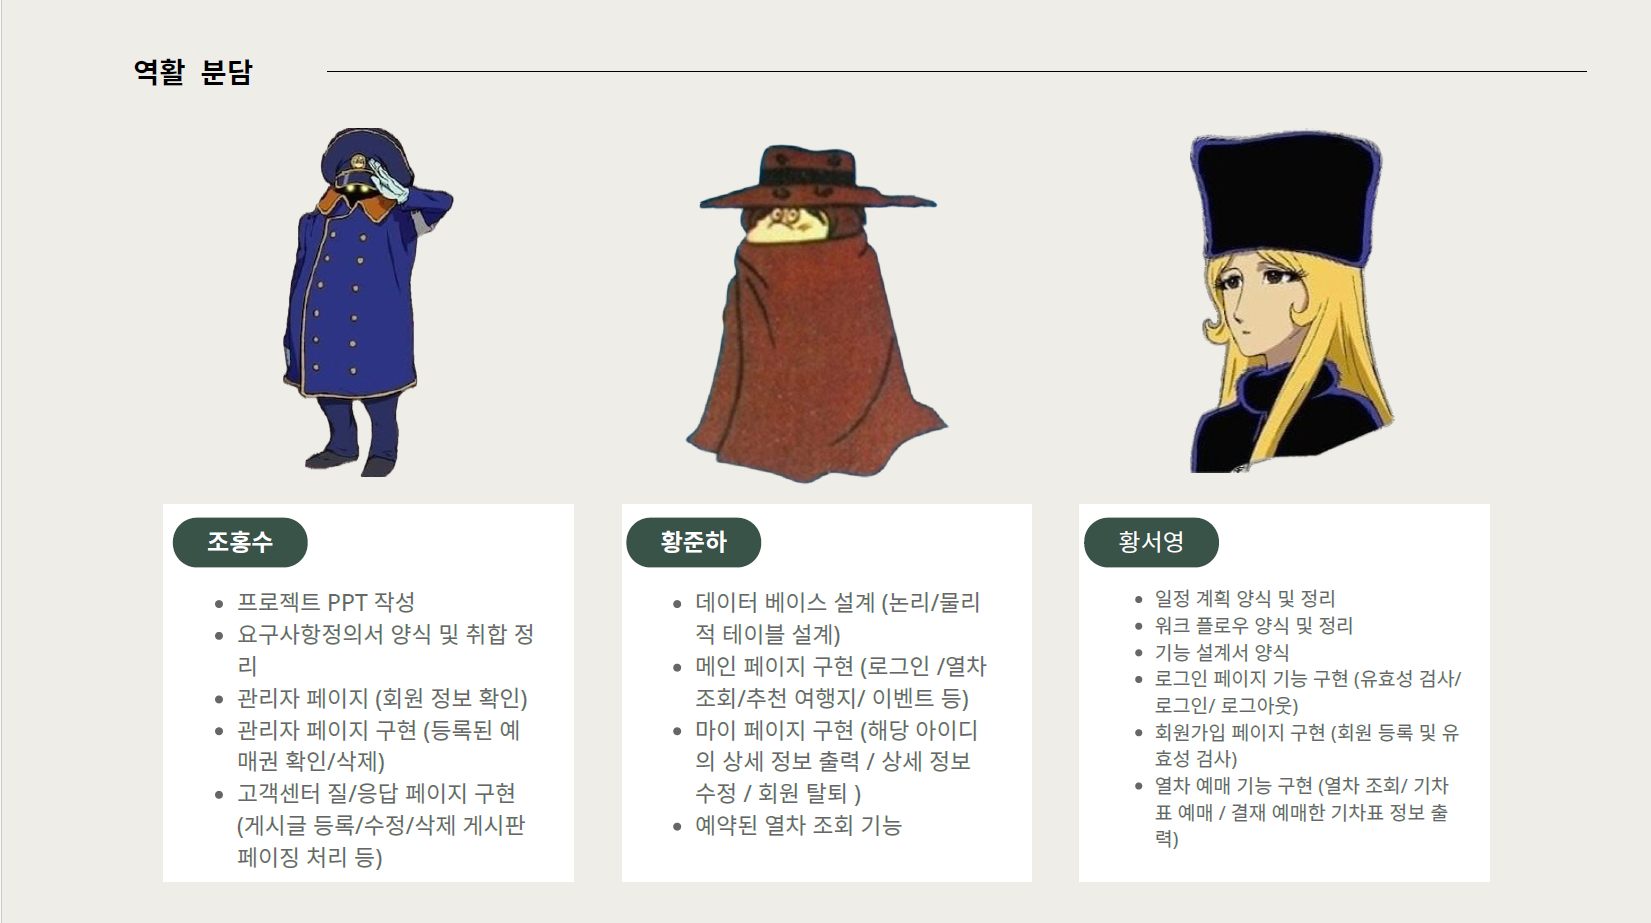 역활 분담
조홍수
프로젝트 PPT 작성
요구사항정의서 양식 및 취합 정
리
관리자 페이지 (회원 정보 확인)
관리자 페이지 구현 (등록된 예
매권 확인/삭제)
고객센터 질/응답 페이지 구현
(게시글 등록/수정/삭제 게시판
페이징 처리 등)
황준하
데이터 베이스 설계 (논리/물리
적 테이블 설계)
메인 페이지 구현 (로그인 /열차
조회/추천 여행지/ 이벤트 등)
마이 페이지 구현 (해당 아이디
의 상세 정보 출력 / 상세 정보
수정 / 회원 탈퇴 )
예약된 열차 조회 기능
황서영
일정 계획 양식 및 정리
워크 플로우 양식 및 정리
기능 설계서 양식
로그인 페이지 기능 구현 (유효성 검사/
로그인/ 로그아웃)
회원가입 페이지 구현 (회원 등록 및 유
효성 검사)
열차 예매 기능 구현 (열차 조회/ 기차
표 예매 / 결재 예매한 기차표 정보 출
력)